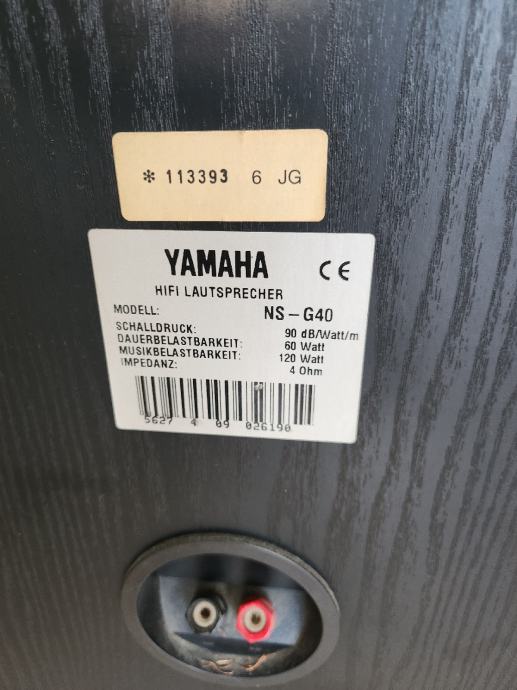 * 113393 6 JG
YAMAHA CE
HIFI LAUTSPRECHER
MODELL: NS-G40
SCHALLDRUCK: 90 dB/Watt/m
DAUERBELASTBARKEIT: 60 Watt
MUSIKBELASTBARKEIT: 120 Watt
IMPEDANZ: 4 Ohm
5627 4 09 026190